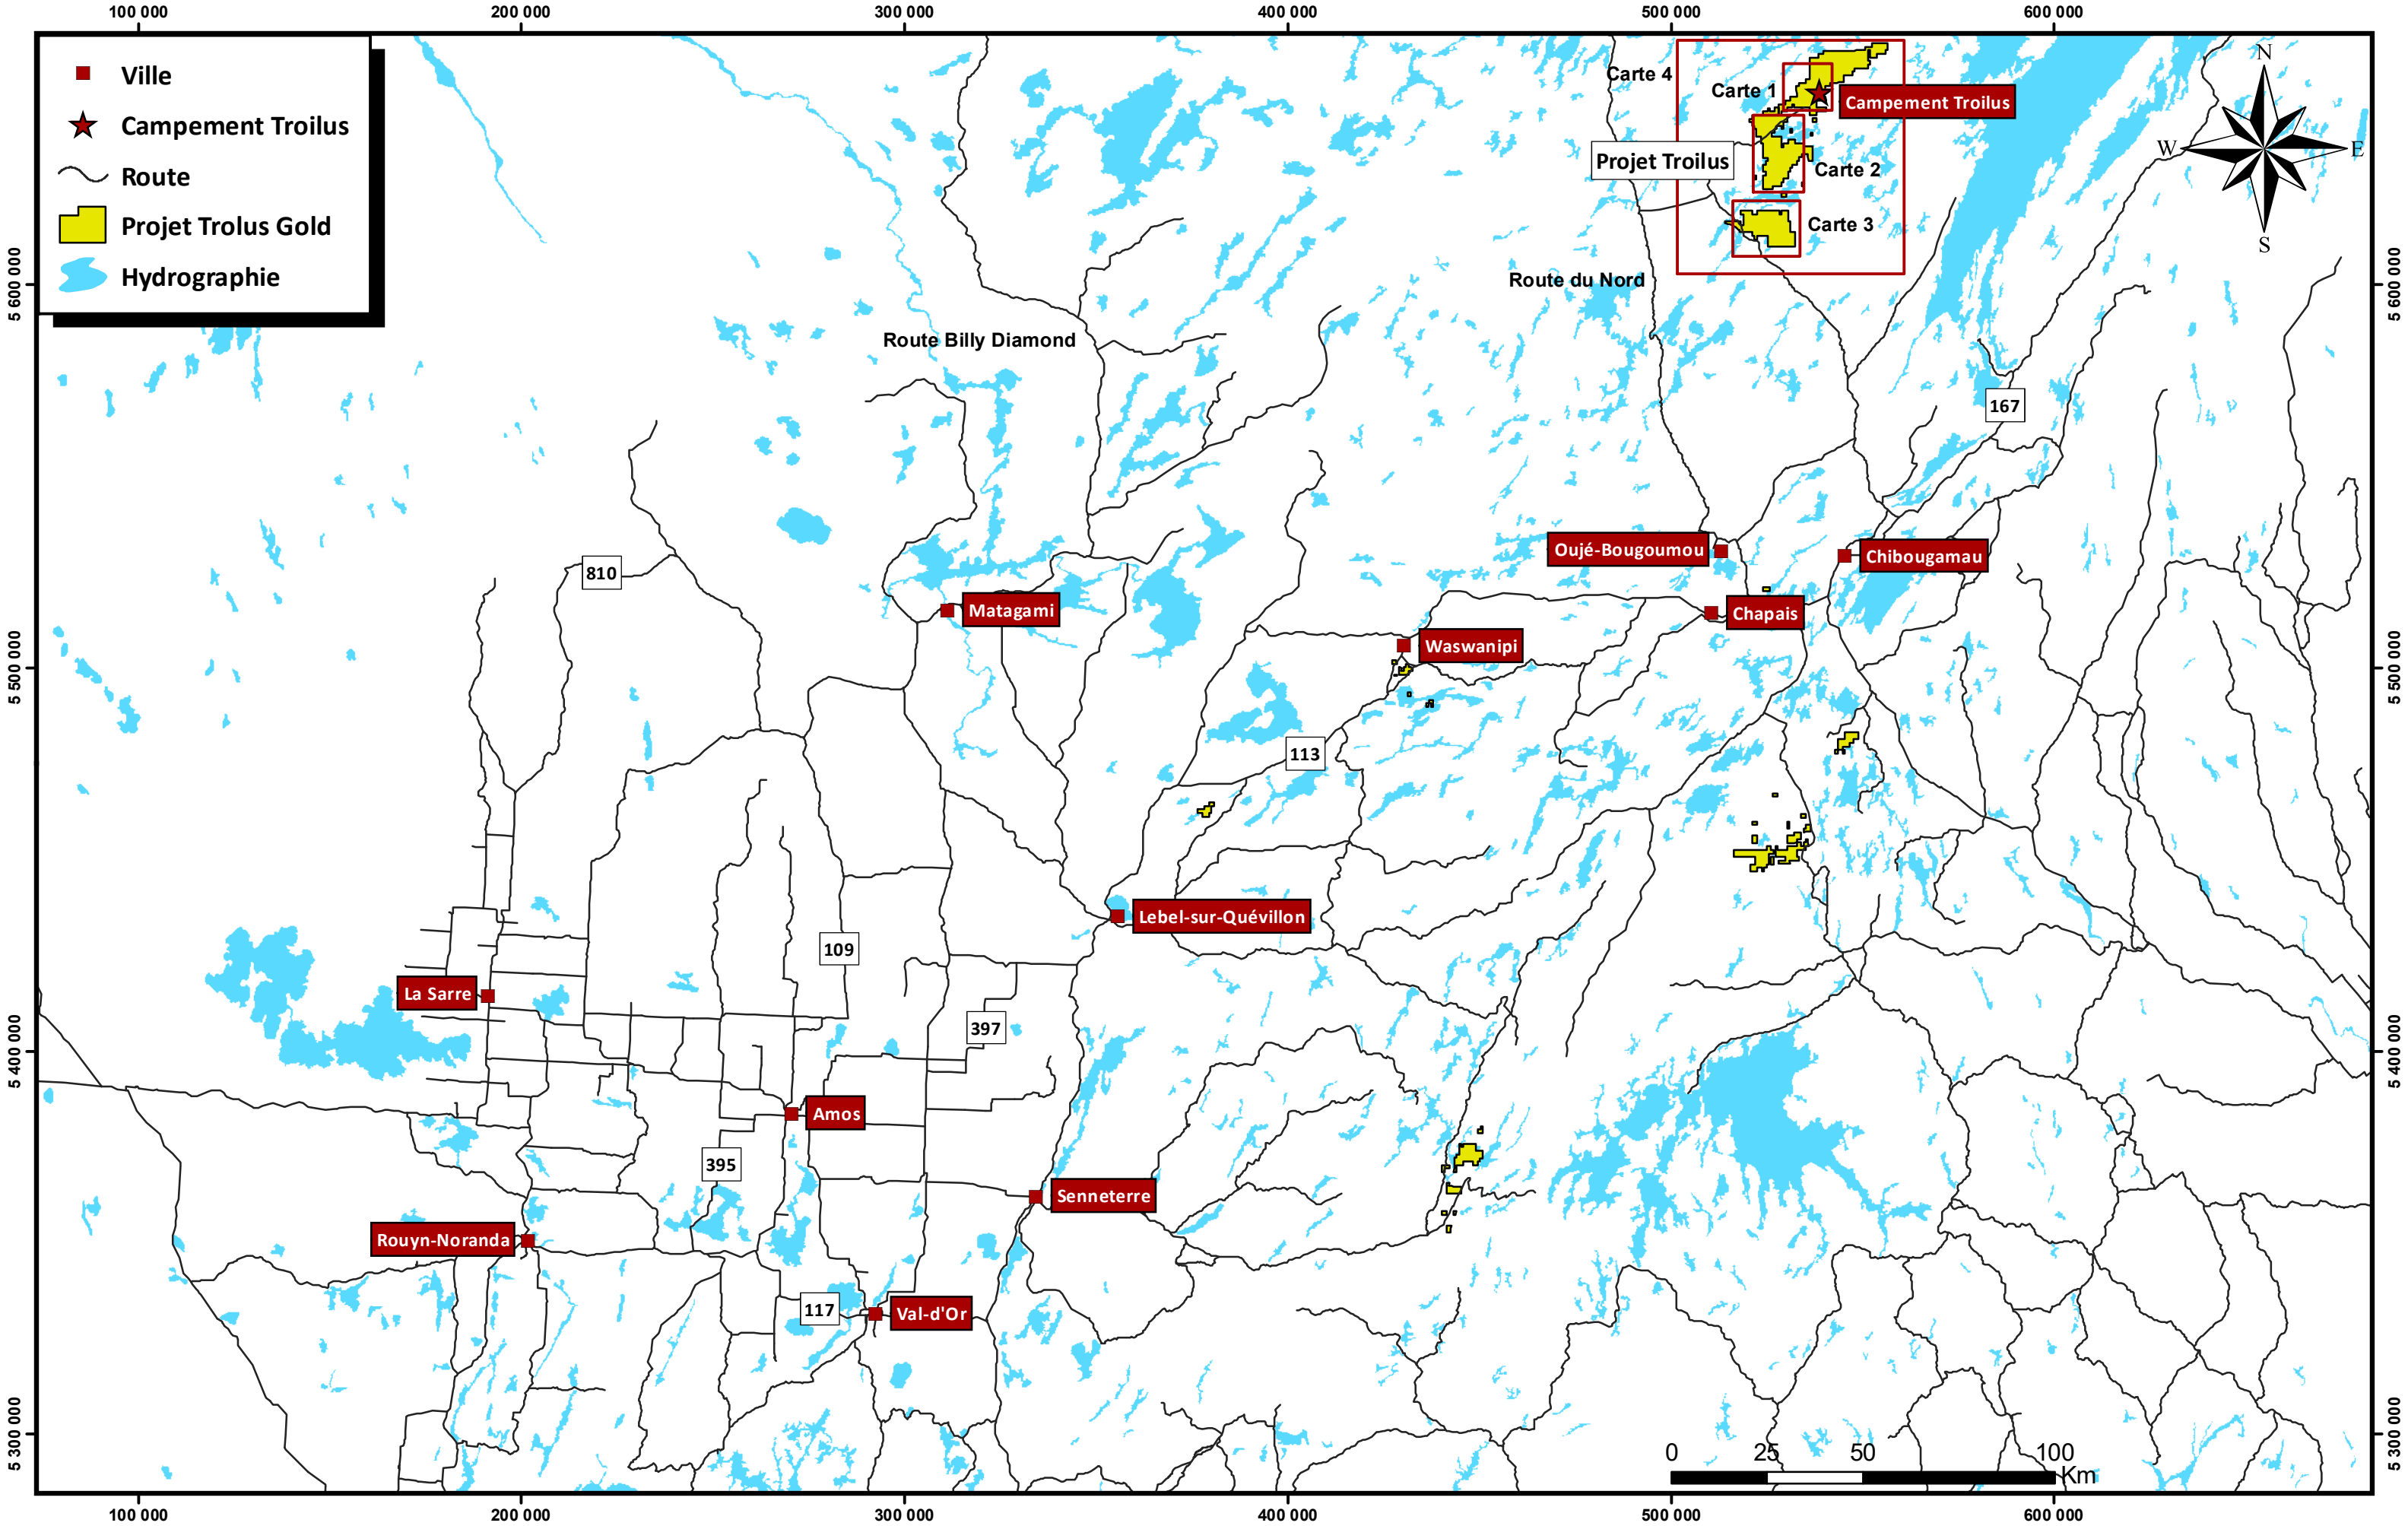 100 000 200 000 300 000 400 000 500 000 600 000
Ville
Campement Troilus
Route
Projet Trolus Gold
Hydrographie
N
W E
S
Carte 4
Carte 1
Campement Troilus
Projet Troilus
Carte 2
Carte 3
Route du Nord
5 600 000
5 600 000
Route Billy Diamond
167
Oujé-Bougoumou
Chibougamau
810
Matagami
Chapais
Waswanipi
5 500 000
5 500 000
113
Lebel-sur-Quévillon
109
La Sarre
397
5 400 000
5 400 000
Amos
395
Senneterre
Rouyn-Noranda
117
Val-d'Or
5 300 000
5 300 000
0 25 50 100
Km
100 000 200 000 300 000 400 000 500 000 600 000